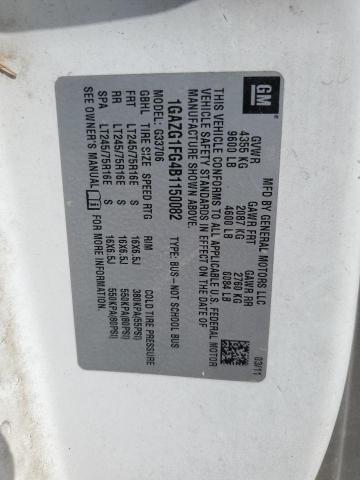 GM
MFD BY GENERAL MOTORS LLC
03/11
GVWR GAWR FRT GAWR RR
4355 KG 2087 KG 2760 KG
9600 LB 4600 LB 6084 LB
THIS VEHICLE CONFORMS TO ALL APPLICABLE U.S. FEDERAL MOTOR
VEHICLE SAFETY STANDARDS IN EFFECT ON THE DATE OF
MANUFACTURE SHOWN ABOVE.
1GAZG1FG4B1150082 TYPE: BUS—NOT SCHOOL BUS
MODEL: G33706
GBHL TIRE SIZE SPEED RTG RIM COLD TIRE PRESSURE
FRT LT245/75R16E S 16X6.5J 380KPA(55PSI)
RR LT245/75R16E S 16X6.5J 550KPA(80PSI)
SPA LT245/75R16E S 16X6.5J 550KPA(80PSI)
SEE OWNER'S MANUAL